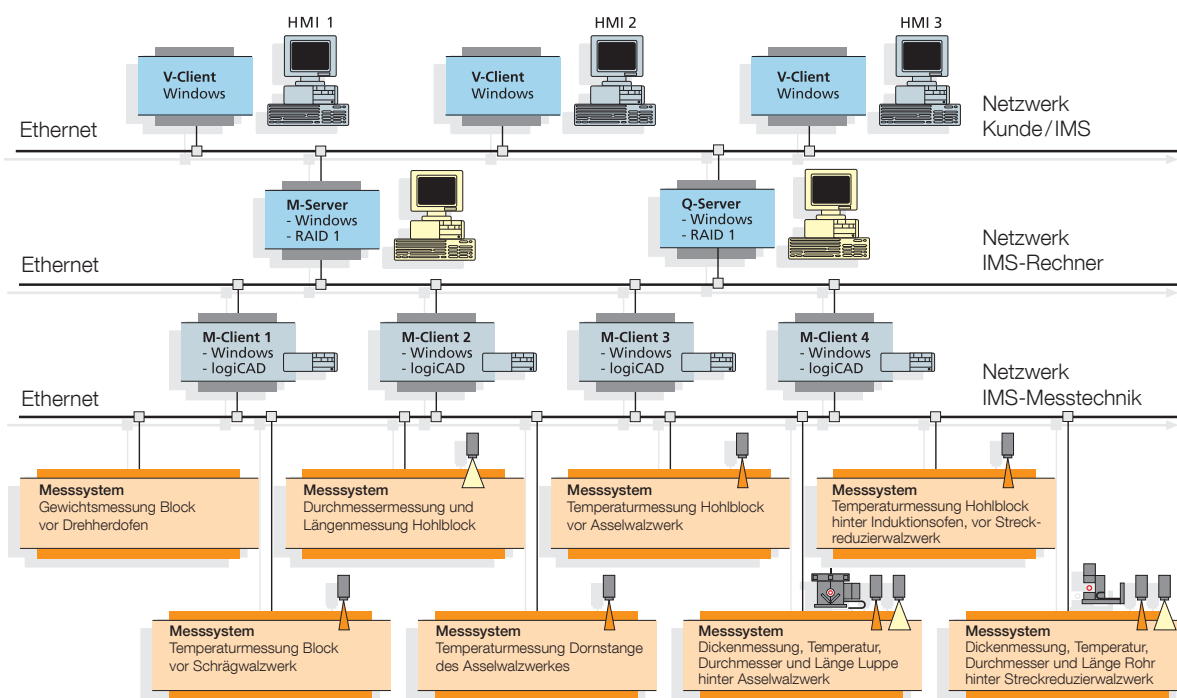 HMI 1
HMI 2
HMI 3
V-Client
Windows
V-Client
Windows
V-Client
Windows
Ethernet
Netzwerk
Kunde/IMS
M-Server
- Windows
- RAID 1
Q-Server
- Windows
- RAID 1
Ethernet
Netzwerk
IMS-Rechner
M-Client 1
- Windows
- logiCAD
M-Client 2
- Windows
- logiCAD
M-Client 3
- Windows
- logiCAD
M-Client 4
- Windows
- logiCAD
Ethernet
Netzwerk
IMS-Messtechnik
Messsystem
Gewichtsmessung Block
vor Drehherdofen
Messsystem
Durchmessermessung und
Längenmessung Hohlblock
Messsystem
Temperaturmessung Hohlblock
vor Asselwalzwerk
Messsystem
Temperaturmessung Hohlblock
hinter Induktionsofen, vor Streck-
reduzierwalzwerk
Messsystem
Temperaturmessung Block
vor Schrägwalzwerk
Messsystem
Temperaturmessung Dornstange
des Asselwalzwerkes
Messsystem
Dickenmessung, Temperatur,
Durchmesser und Länge Luppe
hinter Asselwalzwerk
Messsystem
Dickenmessung, Temperatur,
Durchmesser und Länge Rohr
hinter Streckreduzierwalzwerk